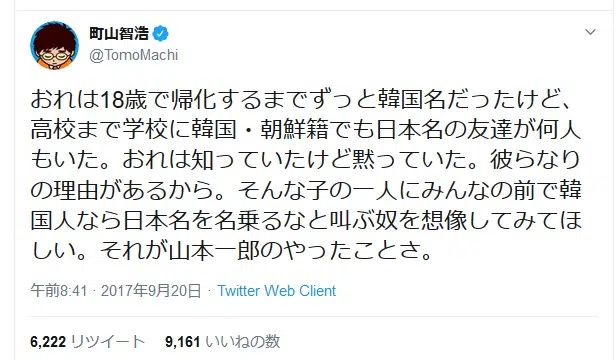 町山智浩
@TomoMachi
おれは18歳で帰化するまでずっと韓国名だったけど、
高校まで学校に韓国・朝鮮籍でも日本名の友達が何人
もいた。おれは知っていたけど黙っていた。彼らなり
の理由があるから。そんな子の一人にみんなの前で韓
国人なら日本名を名乗るなと叫ぶ奴を想像してみてほ
しい。それが山本一郎のやったことさ。
午前8:41 · 2017年9月20日 · Twitter Web Client
6,222 リツイート 9,161 いいねの数